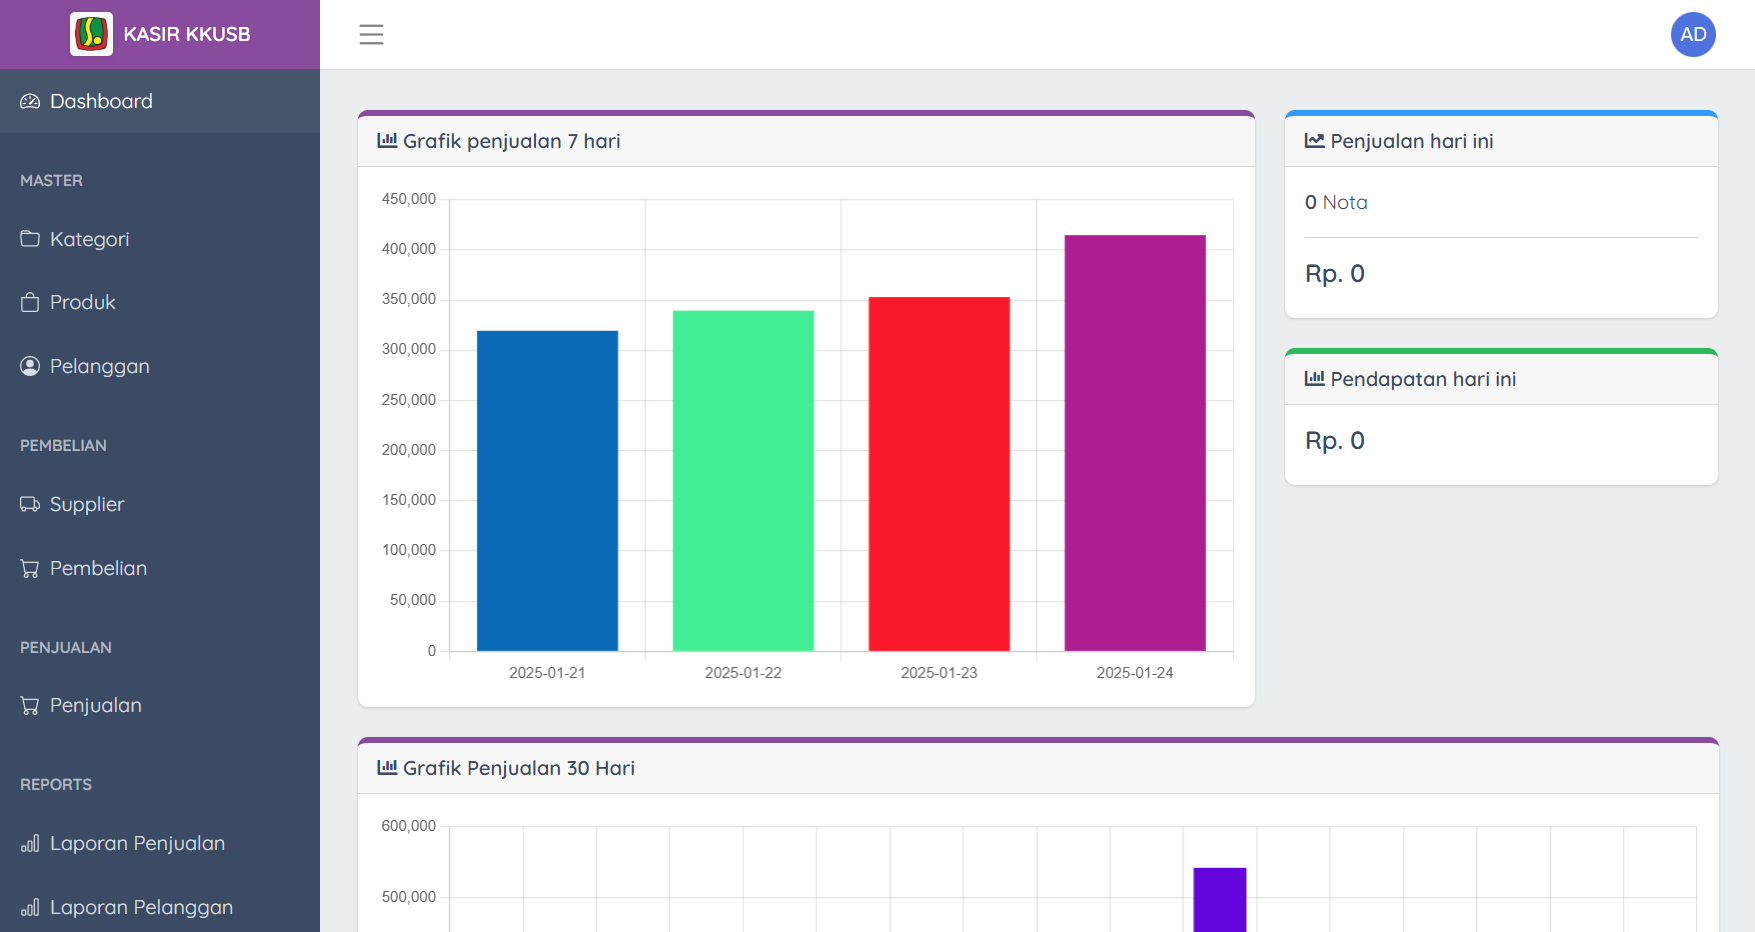 KASIR KKUSB
AD
Dashboard
MASTER
Kategori
Produk
Pelanggan
PEMBELIAN
Supplier
Pembelian
PENJUALAN
Penjualan
REPORTS
Laporan Penjualan
Laporan Pelanggan
Grafik penjualan 7 hari
450,000
400,000
350,000
300,000
250,000
200,000
150,000
100,000
50,000
0
2025-01-21 2025-01-22 2025-01-23 2025-01-24
Penjualan hari ini
0 Nota
Rp. 0
Pendapatan hari ini
Rp. 0
Grafik Penjualan 30 Hari
600,000
500,000